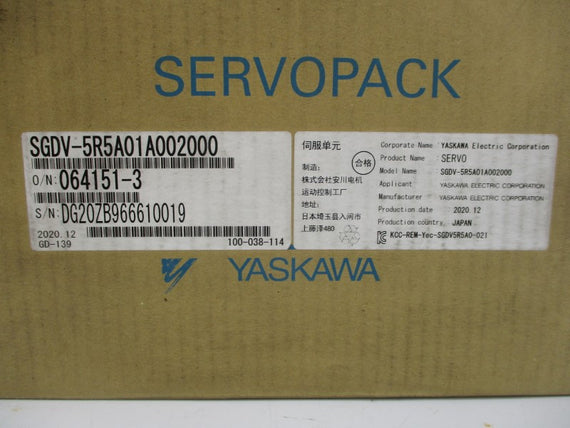 SERVOPACK
SGDV-5R5A01A002000
O/N: 064151-3
S/N: DG20ZB966610019
2020.12
GD-139
100-038-114
伺服单元
合格
制造:
株式会社安川电机
运动控制工厂
地址:
日本埼玉县入间市
上藤泽480
Corporate Name YASKAWA Electric Corporation
Product Name : SERVO
Model Name SGDV-5R5A01A002000
Applicant YASKAWA ELECTRIC CORPORATION
Manufacturer YASKAWA ELECTRIC CORPORATION
Production date 2020.12
Production country, JAPAN
KCC-REM-Yec-SGDV5R5A0-021
YASKAWA